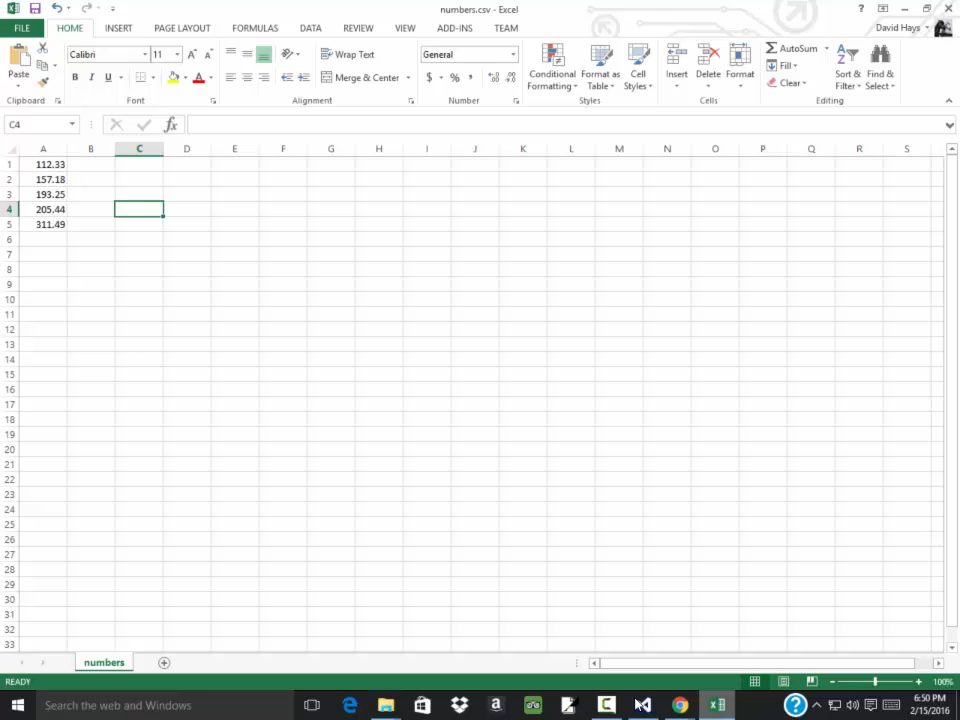 numbers.csv - Excel
FILE HOME INSERT PAGE LAYOUT FORMULAS DATA REVIEW VIEW ADD-INS TEAM David Hays
Paste Calibri 11 A A Wrap Text General AutoSum
B I U A Merge & Center $ % , Fill
Clear
Conditional Formatting Format as Table Cell Styles Insert Delete Format Sort & Filter Find & Select
Clipboard Font Alignment Number Styles Cells Editing
C4 fx
A B C D E F G H I J K L M N O P Q R S
1 112.33
2 157.18
3 193.25
4 205.44
5 311.49
6
7
8
9
10
11
12
13
14
15
16
17
18
19
20
21
22
23
24
25
26
27
28
29
30
31
32
33
numbers
READY 100%
Search the web and Windows 6:50 PM
2/15/2016